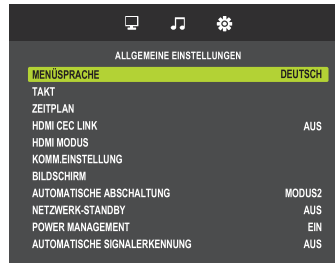 ALLGEMEINE EINSTELLUNGEN
MENÜSPRACHE DEUTSCH
TAKT
ZEITPLAN
HDMI CEC LINK AUS
HDMI MODUS
KOMM.EINSTELLUNG
BILDSCHIRM
AUTOMATISCHE ABSCHALTUNG MODUS2
NETZWERK-STANDBY AUS
POWER MANAGEMENT EIN
AUTOMATISCHE SIGNALERKENNUNG AUS